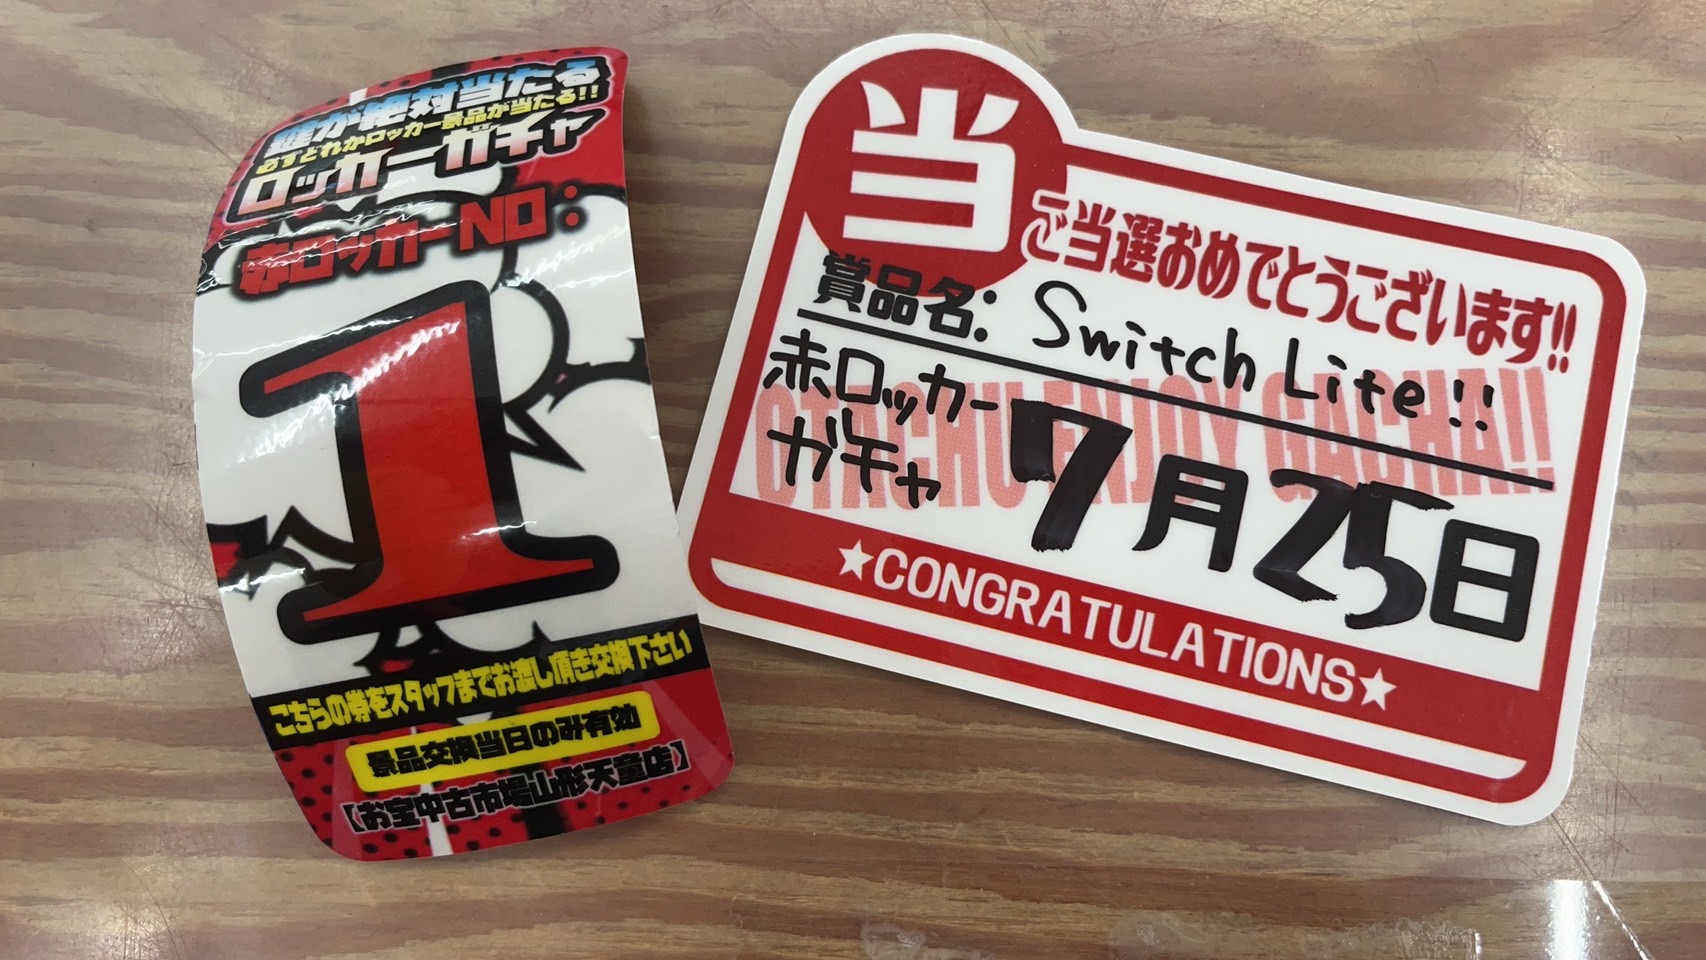 誰が絶対当たる
必ずどれかロッカー景品が当たる!!
ロッカーガチャ
赤ロッカーNO:
1
こちらの券をスタッフまでお渡し頂き交換下さい
景品交換当日のみ有効
【お宝中古市場山形天童店】
当
ご当選おめでとうございます!!
賞品名: Switch Lite!!
OTACHU ENJOY GACHA!!
赤ロッカー
ガチャ
7月25日
★CONGRATULATIONS★